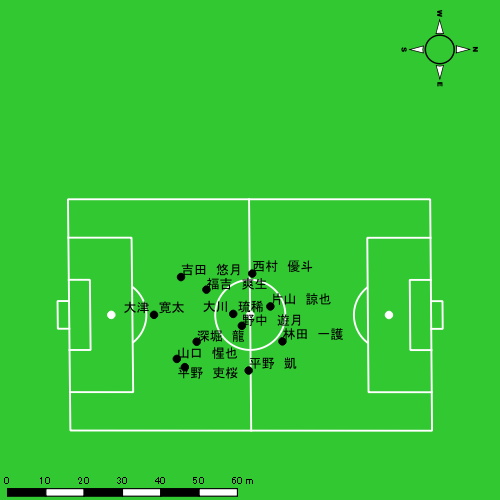 W
S N
E
西村 優斗
吉田 悠月
福吉 爽生
片山 諒也
大津 寛太
大川 琉稀
野中 遊月
林田 一護
深堀 龍
山口 惺也
平野 凱
平野 吏桜
0 10 20 30 40 50 60 m